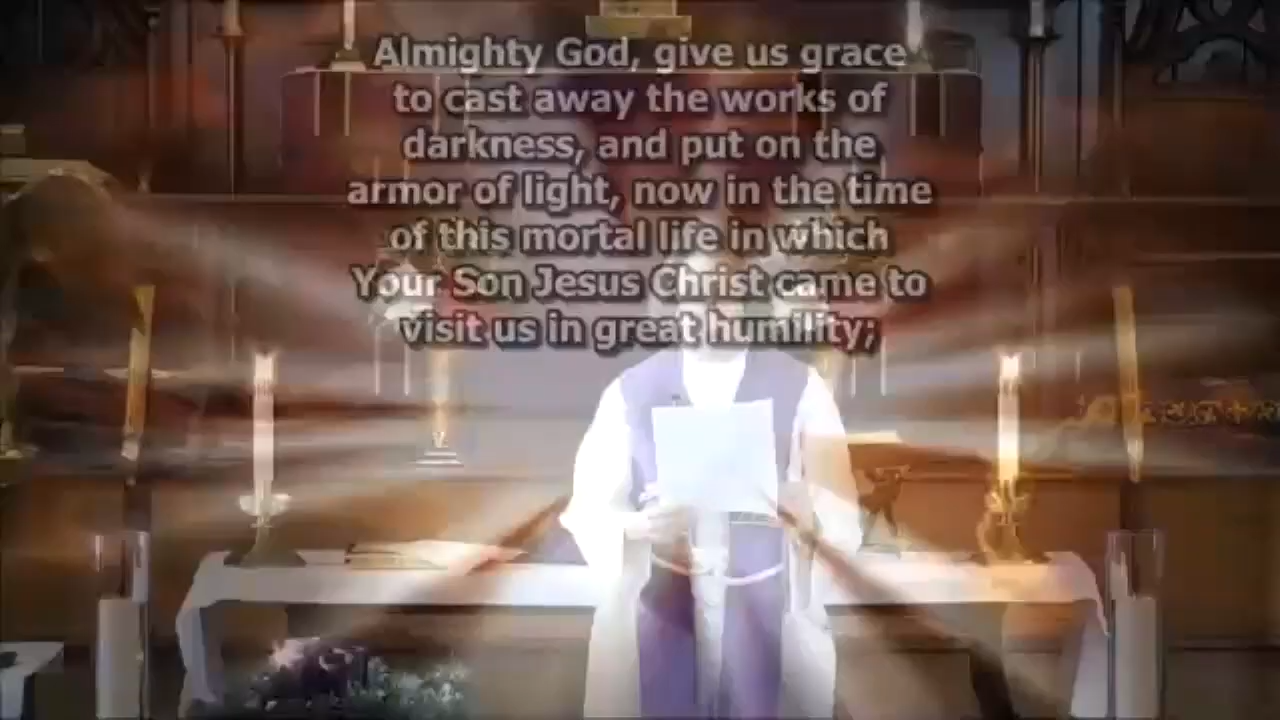 Almighty God, give us grace
to cast away the works of
darkness, and put on the
armor of light, now in the time
of this mortal life in which
Your Son Jesus Christ came to
visit us in great humility;